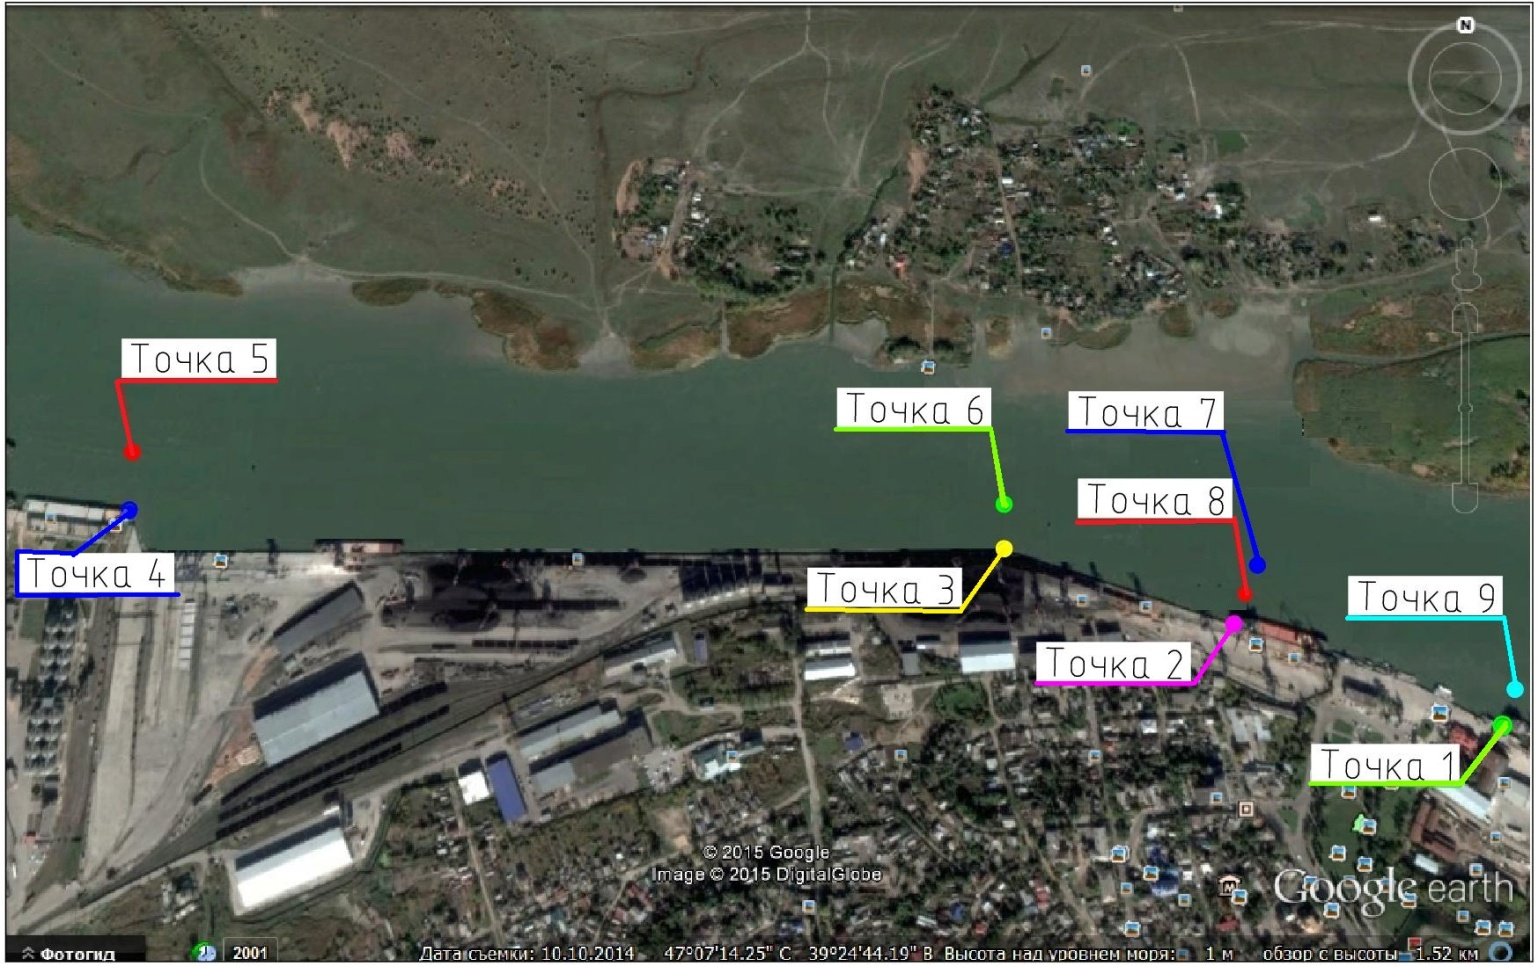 N
Точка 5
Точка 6
Точка 7
Точка 8
Точка 4
Точка 3
Точка 9
Точка 2
Точка 1
© 2015 Google
Image © 2015 DigitalGlobe
Google earth
Фотогид
2001
Дата съемки: 10.10.2014 47°07'14.25" С 39°24'44.19" В Высота над уровнем моря: 1 м обзор с высоты 1.52 км